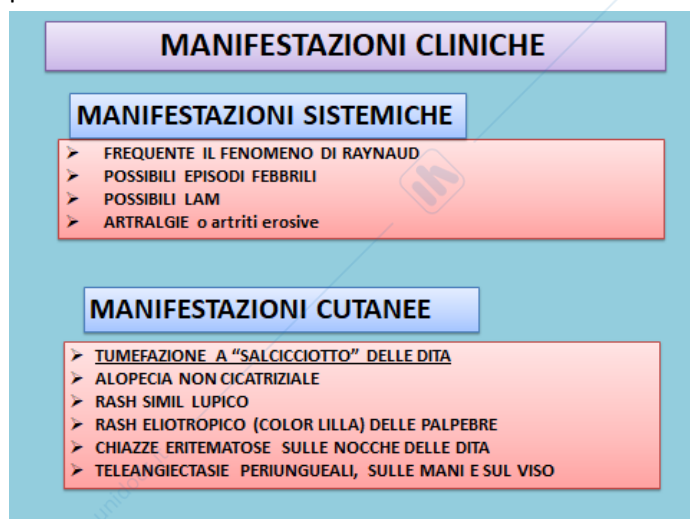 MANIFESTAZIONI CLINICHE
MANIFESTAZIONI SISTEMICHE
➢ FREQUENTE IL FENOMENO DI RAYNAUD
➢ POSSIBILI EPISODI FEBBRILI
➢ POSSIBILI LAM
➢ ARTRALGIE o artriti erosive
MANIFESTAZIONI CUTANEE
➢ TUMEFAZIONE A “SALCICCIOTTO” DELLE DITA
➢ ALOPECIA NON CICATRIZIALE
➢ RASH SIMIL LUPICO
➢ RASH ELIOTROPICO (COLOR LILLA) DELLE PALPEBRE
➢ CHIAZZE ERITEMATOSE SULLE NOCCHE DELLE DITA
➢ TELEANGIECTASIE PERIUNGUEALI, SULLE MANI E SUL VISO